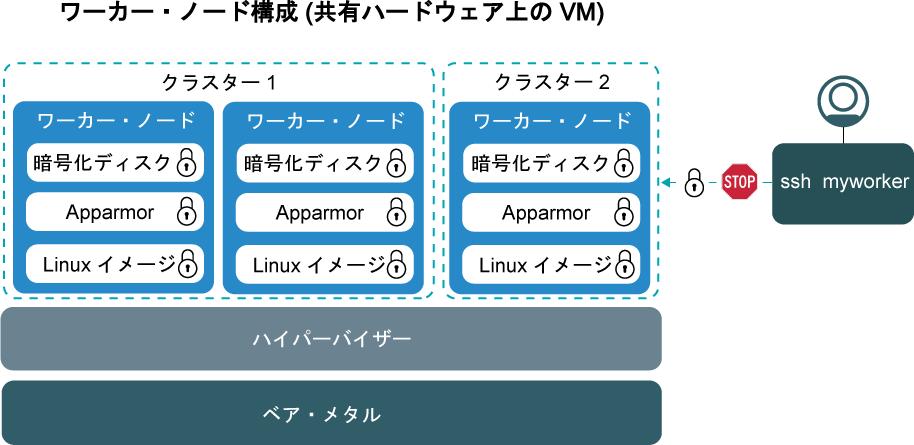 ワーカー・ノード構成 (共有ハードウェア上の VM)
クラスター 1
ワーカー・ノード
暗号化ディスク
Apparmor
Linux イメージ
ワーカー・ノード
暗号化ディスク
Apparmor
Linux イメージ
クラスター 2
ワーカー・ノード
暗号化ディスク
Apparmor
Linux イメージ
STOP
ssh myworker
ハイパーバイザー
ベア・メタル